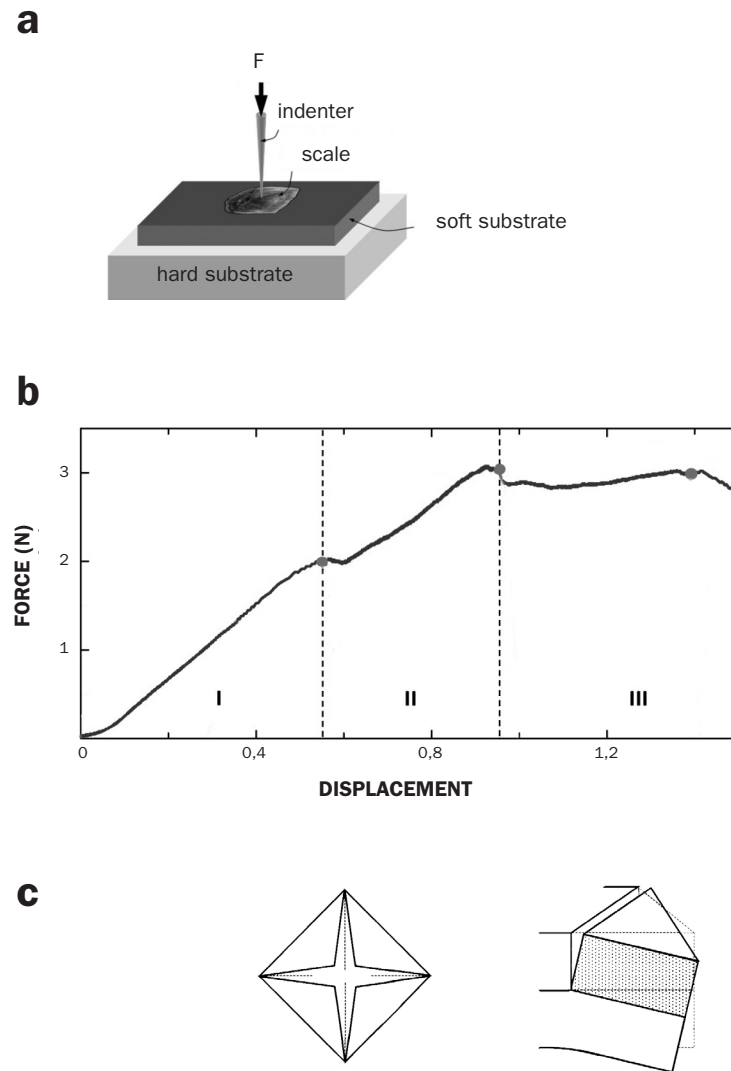 a
F
indenter
scale
soft substrate
hard substrate
b
FORCE (N)
3
2
1
I II III
0 0,4 0,8 1,2
DISPLACEMENT
c